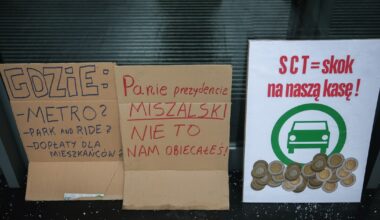 GDZIE:
-METRO?
-PARK AND RIDE?
-DOPŁATY DLA
MIESZKAŃCÓW?
Panie prezydencie
MISZALSKI
NIE TO
NAM OBIECAŁEŚ!
SCT = skok
na naszą kasę!